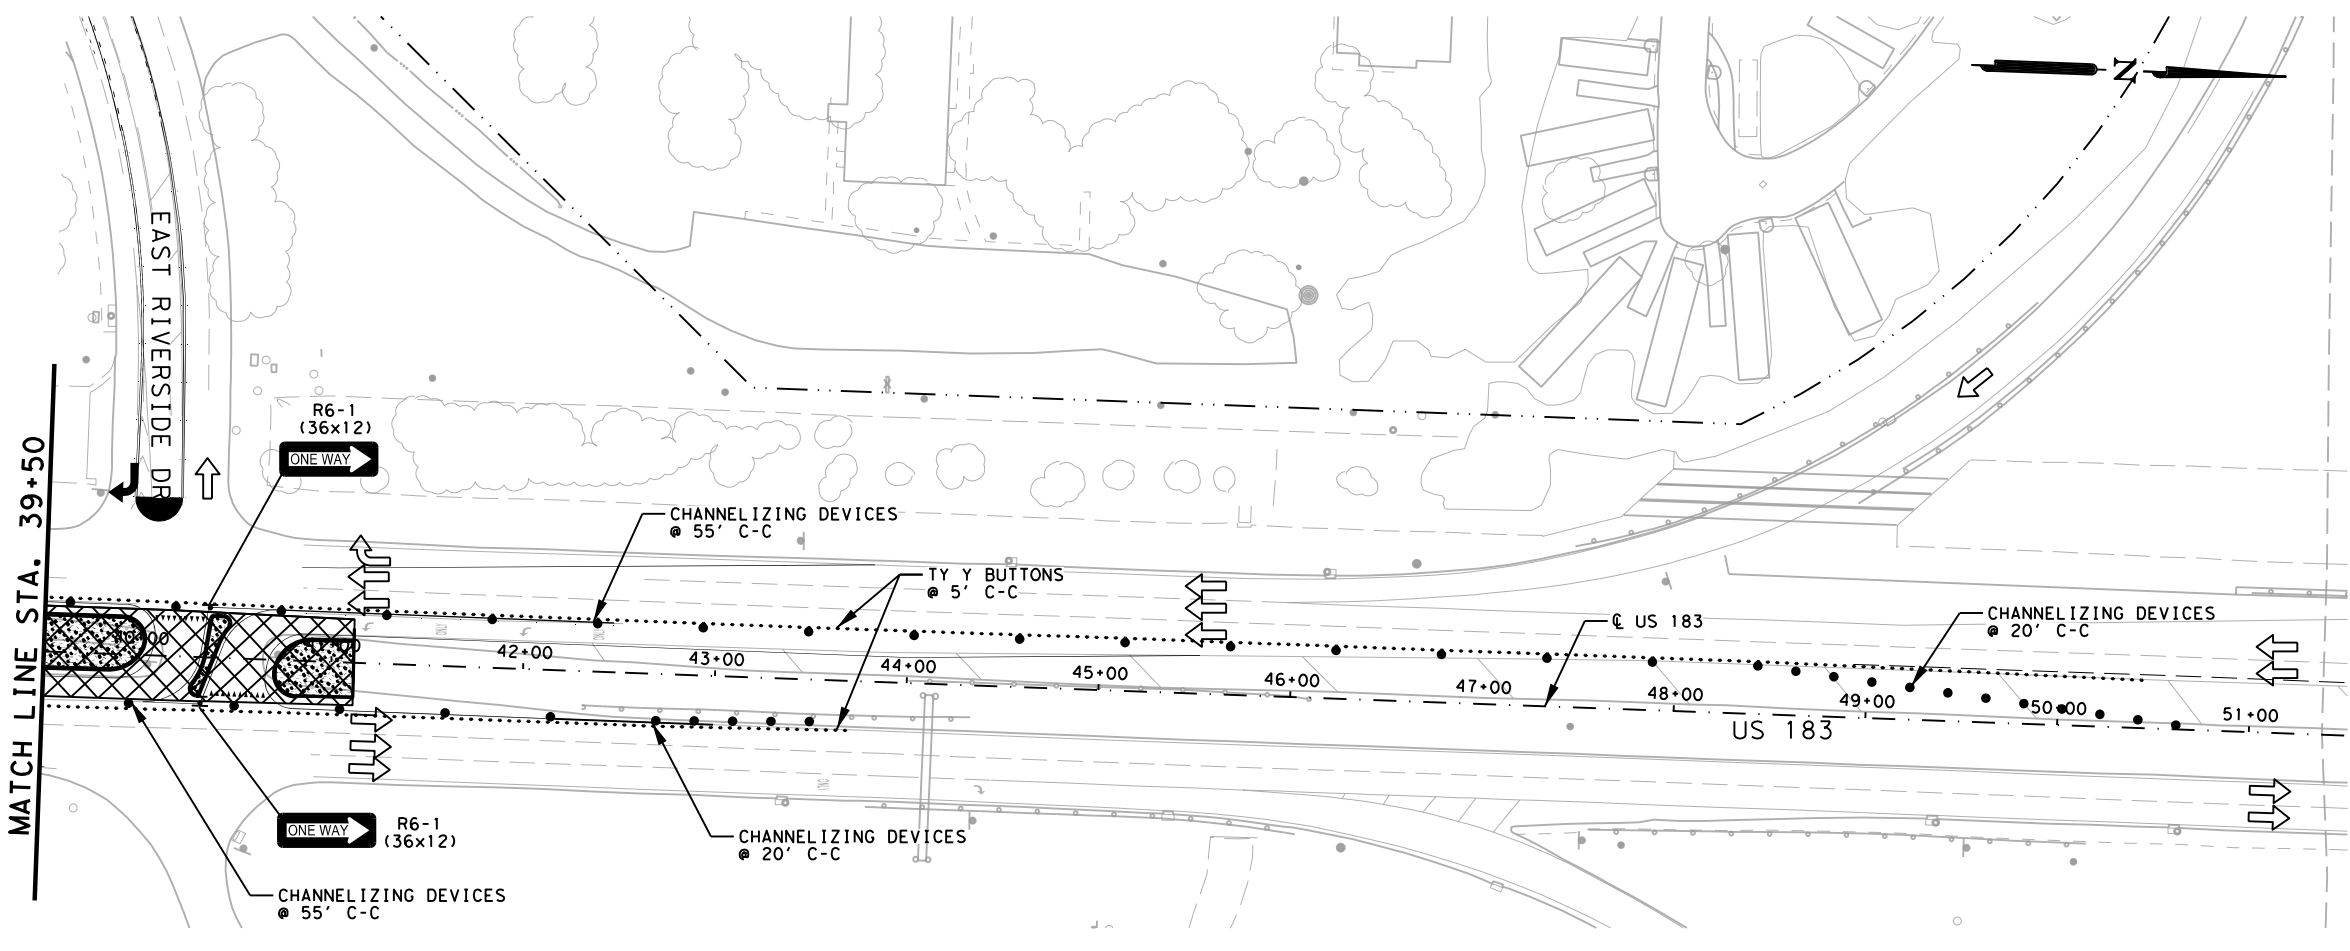 N
EAST RIVERSIDE DR
MATCH LINE STA. 39+50
R6-1
(36x12)
ONE WAY
CHANNELIZING DEVICES
@ 55' C-C
TY Y BUTTONS
@ 5' C-C
℄ US 183
CHANNELIZING DEVICES
@ 20' C-C
42+00
43+00
44+00
45+00
46+00
47+00
48+00
49+00
50+00
51+00
US 183
ONE WAY
R6-1
(36x12)
CHANNELIZING DEVICES
@ 20' C-C
CHANNELIZING DEVICES
@ 55' C-C